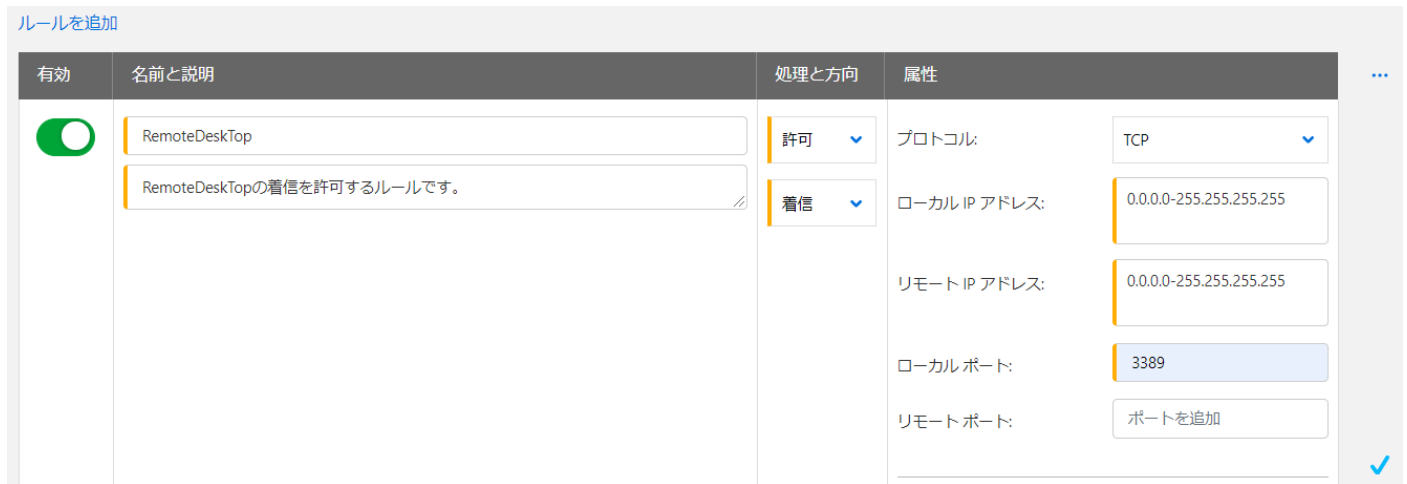 ルールを追加
有効 名前と説明 処理と方向 属性 ...
RemoteDeskTop 許可 プロトコル: TCP
RemoteDeskTopの着信を許可するルールです。 着信 ローカル IP アドレス: 0.0.0.0-255.255.255.255
リモート IP アドレス: 0.0.0.0-255.255.255.255
ローカル ポート: 3389
リモート ポート: ポートを追加